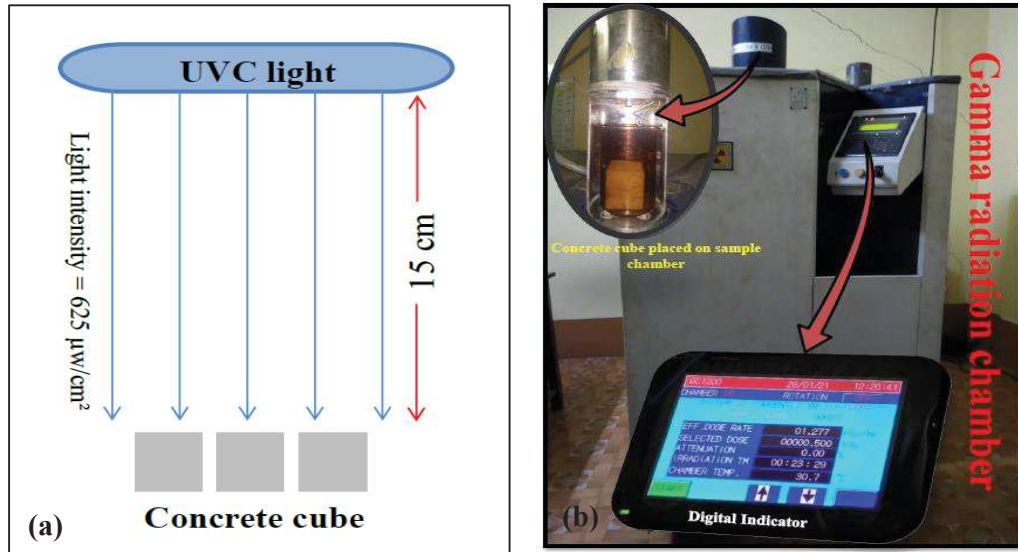 UVC light
Light intensity = 625 µw/cm²
15 cm
Concrete cube
(a)
Concrete cube placed on sample
chamber
Gamma radiation chamber
GC1200 28/01/21 12:26:41
CHAMBER ROTATION
EFF.DOSE RATE 01.277
SELECTED DOSE 00000.500
ATTENUATION 0.00
IRRADIATION TM 00:23:29
CHAMBER TEMP. 30.7
START
Digital Indicator
(b)